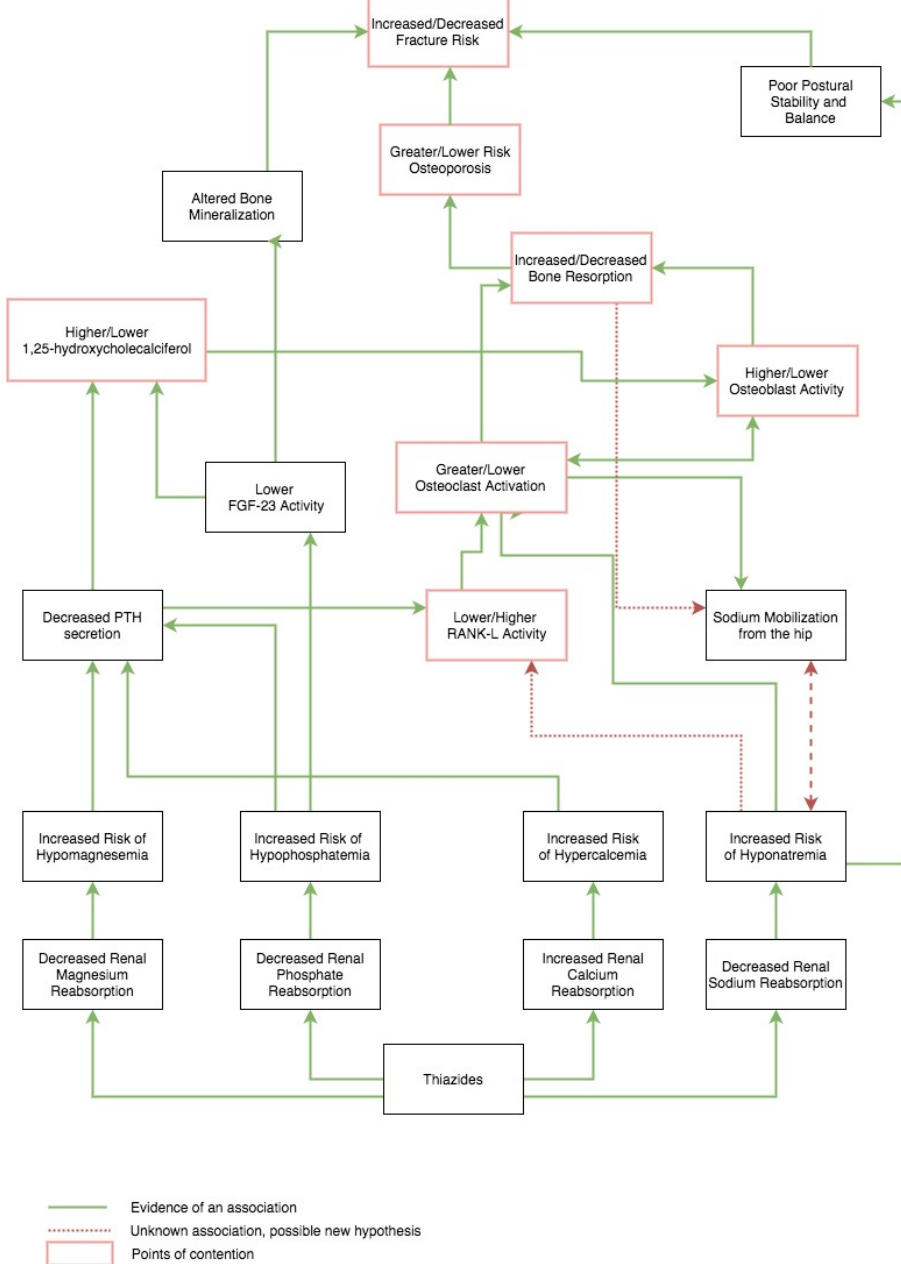 Increased/Decreased
Fracture Risk
Poor Postural
Stability and
Balance
Greater/Lower Risk
Osteoporosis
Altered Bone
Mineralization
Increased/Decreased
Bone Resorption
Higher/Lower
1,25-hydroxycholecalciferol
Higher/Lower
Osteoblast Activity
Greater/Lower
Osteoclast Activation
Lower
FGF-23 Activity
Decreased PTH
secretion
Lower/Higher
RANK-L Activity
Sodium Mobilization
from the hip
Increased Risk of
Hypomagnesemia
Increased Risk of
Hypophosphatemia
Increased Risk
of Hypercalcemia
Increased Risk
of Hyponatremia
Decreased Renal
Magnesium
Reabsorption
Decreased Renal
Phosphate
Reabsorption
Increased Renal
Calcium
Reabsorption
Decreased Renal
Sodium Reabsorption
Thiazides
Evidence of an association
Unknown association, possible new hypothesis
Points of contention